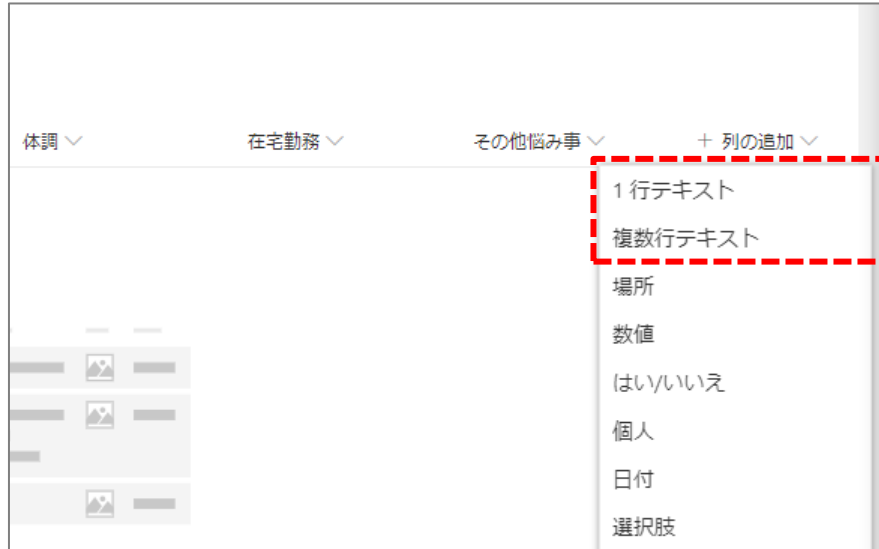 体調 在宅勤務 その他悩み事 + 列の追加
1 行テキスト
複数行テキスト
場所
数値
はい/いいえ
個人
日付
選択肢